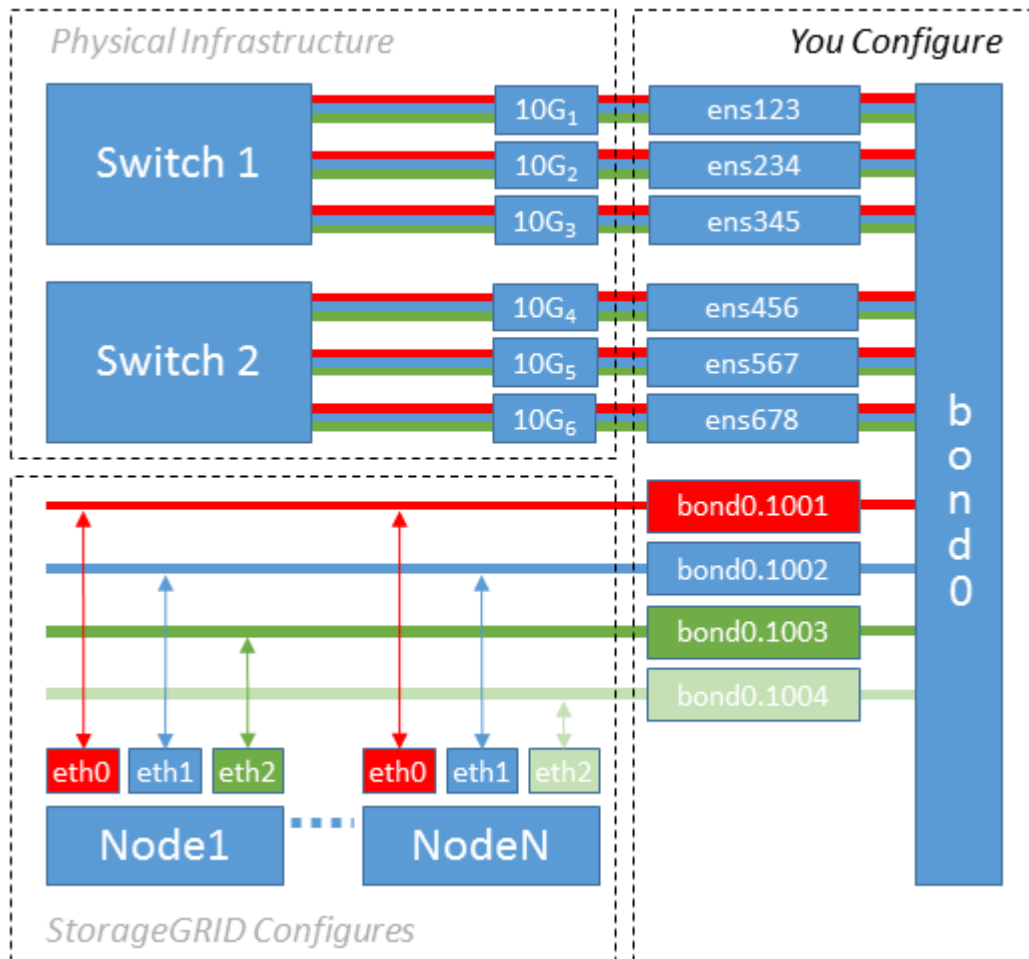 Physical Infrastructure
You Configure
Switch 1
10G₁
ens123
10G₂
ens234
10G₃
ens345
Switch 2
10G₄
ens456
10G₅
ens567
10G₆
ens678
bond0
bond0.1001
bond0.1002
bond0.1003
bond0.1004
eth0
eth1
eth2
eth0
eth1
eth2
Node1
NodeN
StorageGRID Configures